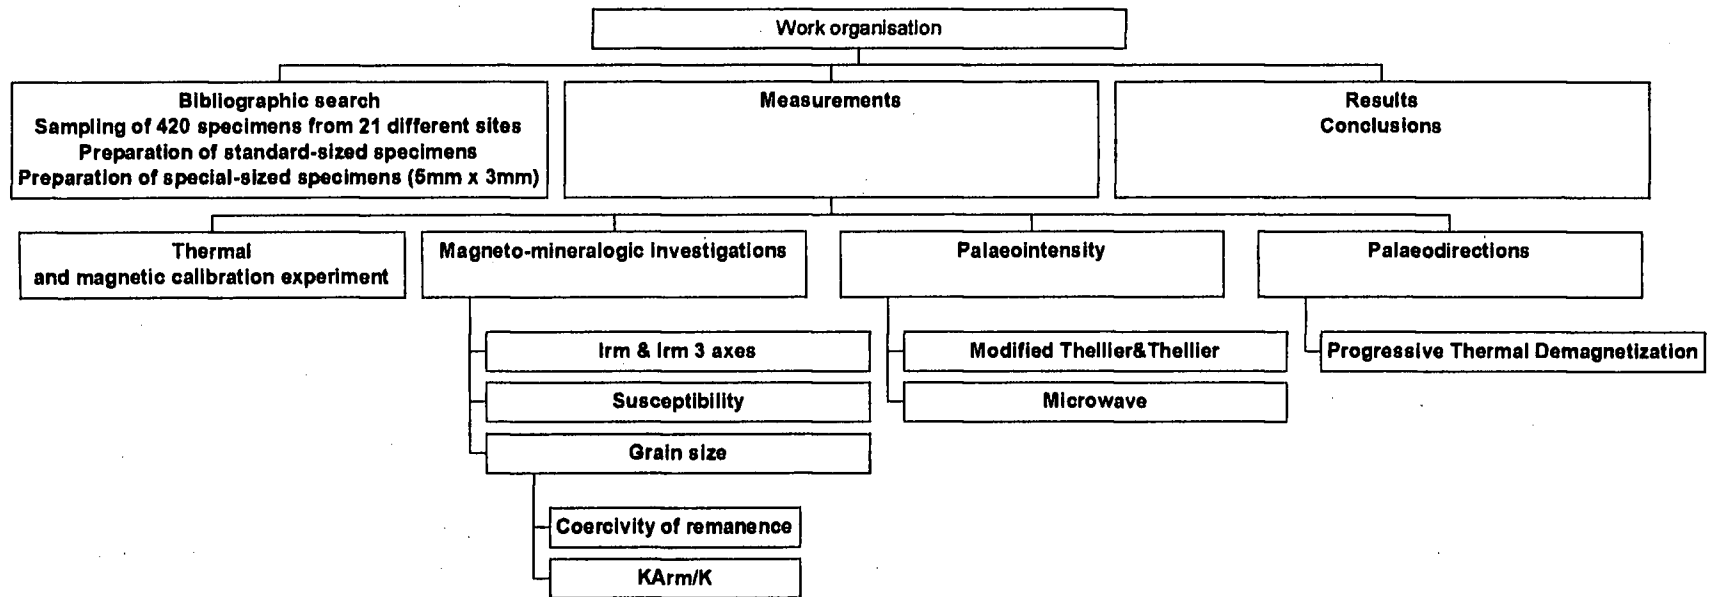 Work organisation
Bibliographic search
Sampling of 420 specimens from 21 different sites
Preparation of standard-sized specimens
Preparation of special-sized specimens (5mm x 3mm)
Measurements
Results
Conclusions
Thermal
and magnetic calibration experiment
Magneto-mineralogic investigations
Palaeointensity
Palaeodirections
Irm & Irm 3 axes
Susceptibility
Grain size
Coercivity of remanence
KArm/K
Modified Thellier&Thellier
Microwave
Progressive Thermal Demagnetization